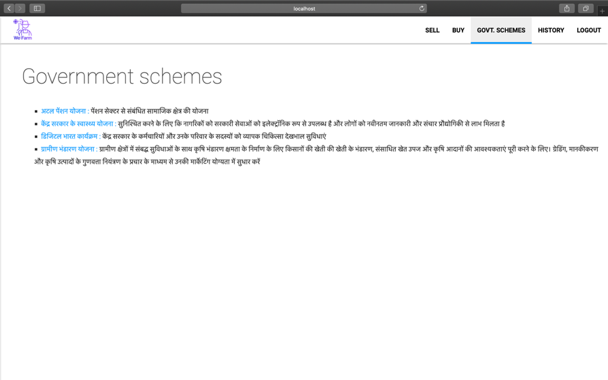 localhost
We Farm
SELL BUY GOVT. SCHEMES HISTORY LOGOUT
Government schemes
अटल पेंशन योजना : पेंशन सेक्टर से संबंधित सामाजिक क्षेत्र की योजना
केंद्र सरकार के स्वास्थ्य योजना : सुनिश्चित करने के लिए कि नागरिकों को सरकारी सेवाओं को इलेक्ट्रॉनिक रूप से उपलब्ध है और लोगों को नवीनतम जानकारी और संचार प्रौद्योगिकी से लाभ मिलता है
डिजिटल भारत कार्यक्रम : केंद्र सरकार के कर्मचारियों और उनके परिवार के सदस्यों को व्यापक चिकित्सा देखभाल सुविधाएं
ग्रामीण भंडारण योजना : ग्रामीण क्षेत्रों में संबद्ध सुविधाओं के साथ कृषि भंडारण क्षमता के निर्माण के लिए किसानों की खेती की खेती के भंडारण, संसाधित खेत उपज और कृषि आदानों की आवश्यकताएं पूरी करने के लिए। ग्रेडिंग, मानकीकरण
और कृषि उत्पादों के गुणवत्ता नियंत्रण के प्रचार के माध्यम से उनकी मार्केटिंग योग्यता में सुधार करें